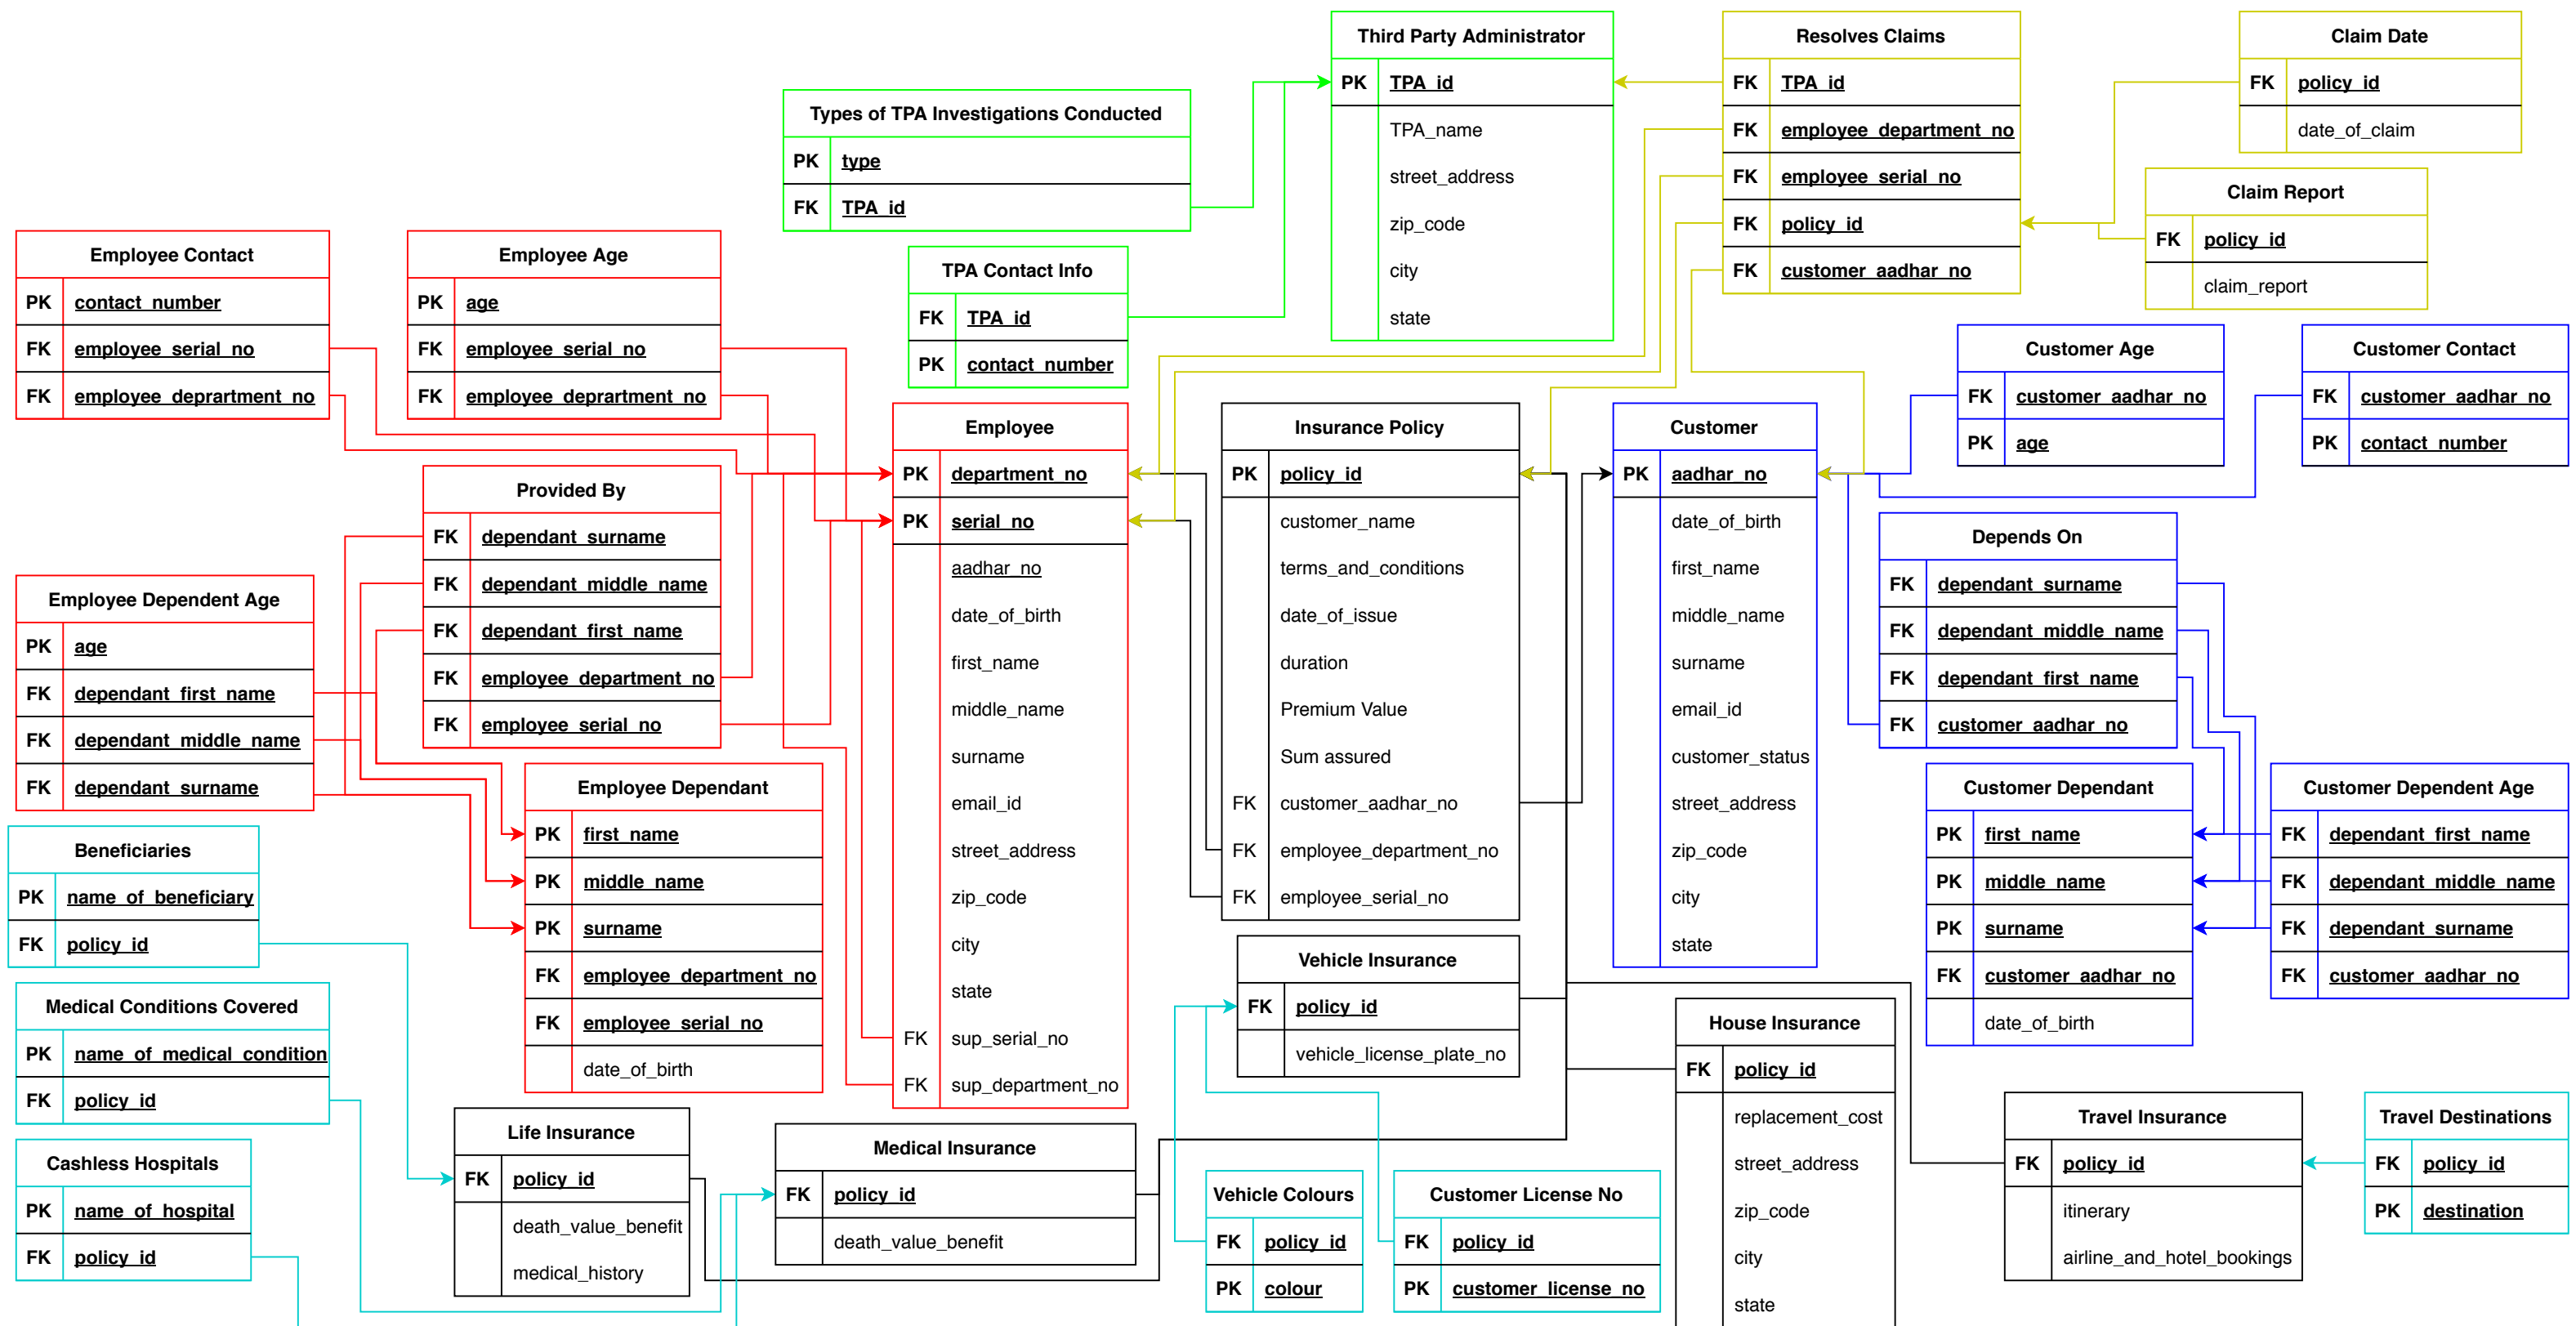 Third Party Administrator
PK TPA_id
TPA_name
street_address
zip_code
city
state
Resolves Claims
FK TPA_id
FK employee_department_no
FK employee_serial_no
FK policy_id
FK customer_aadhar_no
Claim Date
FK policy_id
date_of_claim
Types of TPA Investigations Conducted
PK type
FK TPA_id
Claim Report
FK policy_id
claim_report
Employee Contact
PK contact_number
FK employee_serial_no
FK employee_deprartment_no
Employee Age
PK age
FK employee_serial_no
FK employee_deprartment_no
TPA Contact Info
FK TPA_id
PK contact_number
Customer Age
FK customer_aadhar_no
PK age
Customer Contact
FK customer_aadhar_no
PK contact_number
Employee
PK department_no
PK serial_no
aadhar_no
date_of_birth
first_name
middle_name
surname
email_id
street_address
zip_code
city
state
FK sup_serial_no
FK sup_department_no
Insurance Policy
PK policy_id
customer_name
terms_and_conditions
date_of_issue
duration
Premium Value
Sum assured
FK customer_aadhar_no
FK employee_department_no
FK employee_serial_no
Customer
PK aadhar_no
date_of_birth
first_name
middle_name
surname
email_id
customer_status
street_address
zip_code
city
state
Provided By
FK dependant_surname
FK dependant_middle_name
FK dependant_first_name
FK employee_department_no
FK employee_serial_no
Depends On
FK dependant_surname
FK dependant_middle_name
FK dependant_first_name
FK customer_aadhar_no
Employee Dependent Age
PK age
FK dependant_first_name
FK dependant_middle_name
FK dependant_surname
Employee Dependant
PK first_name
PK middle_name
PK surname
FK employee_department_no
FK employee_serial_no
date_of_birth
Customer Dependant
PK first_name
PK middle_name
PK surname
FK customer_aadhar_no
date_of_birth
Customer Dependent Age
FK dependant_first_name
FK dependant_middle_name
FK dependant_surname
FK customer_aadhar_no
Beneficiaries
PK name_of_beneficiary
FK policy_id
Vehicle Insurance
FK policy_id
vehicle_license_plate_no
Medical Conditions Covered
PK name_of_medical_condition
FK policy_id
House Insurance
FK policy_id
replacement_cost
street_address
zip_code
city
state
Life Insurance
FK policy_id
death_value_benefit
medical_history
Medical Insurance
FK policy_id
death_value_benefit
Travel Insurance
FK policy_id
itinerary
airline_and_hotel_bookings
Travel Destinations
FK policy_id
PK destination
Cashless Hospitals
PK name_of_hospital
FK policy_id
Vehicle Colours
FK policy_id
PK colour
Customer License No
FK policy_id
PK customer_license_no